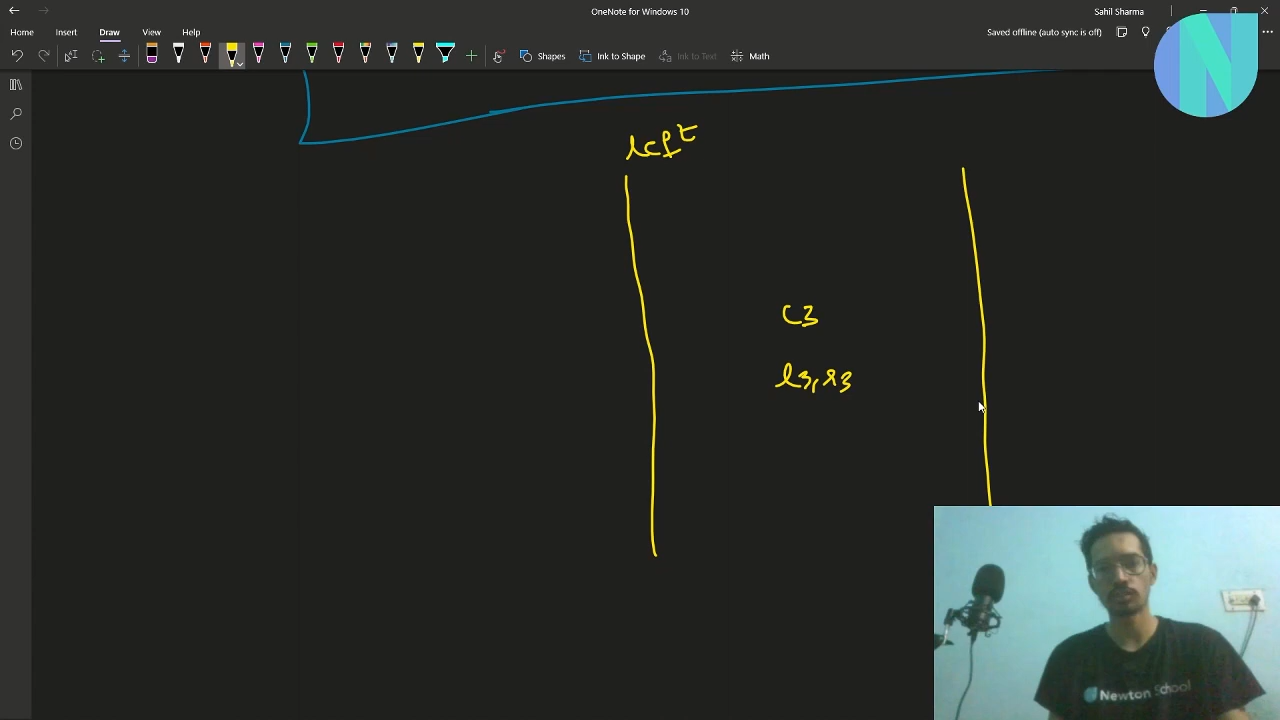 OneNote for Windows 10
Sahil Sharma
Home Insert Draw View Help
Saved offline (auto sync is off)
Shapes Ink to Shape Ink to Text Math
left
C3
l3, r3
Newton School